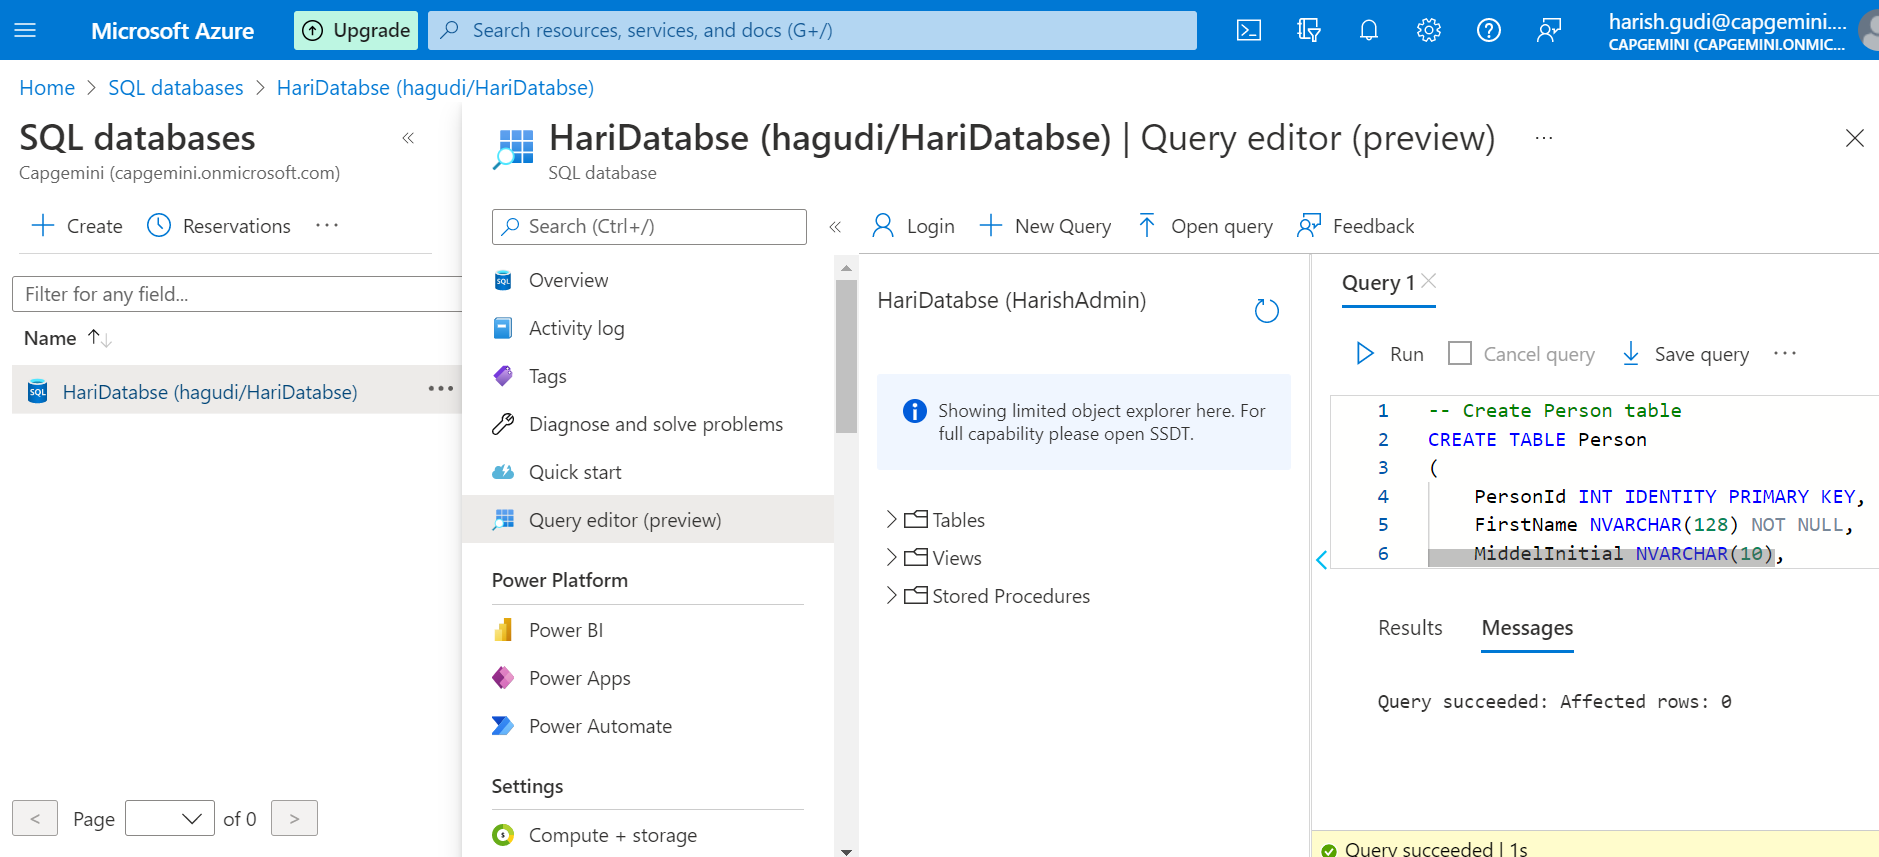 Microsoft Azure
Upgrade
Search resources, services, and docs (G+/)
harish.gudi@capgemini....
CAPGEMINI (CAPGEMINI.ONMIC...
Home > SQL databases > HariDatabse (hagudi/HariDatabse)
SQL databases
Capgemini (capgemini.onmicrosoft.com)
Create
Reservations
...
Filter for any field...
Name
HariDatabse (hagudi/HariDatabse)
...
< Page of 0 >
HariDatabse (hagudi/HariDatabse) | Query editor (preview)
...
SQL database
Search (Ctrl+/)
«
Overview
Activity log
Tags
Diagnose and solve problems
Quick start
Query editor (preview)
Power Platform
Power BI
Power Apps
Power Automate
Settings
Compute + storage
Login
New Query
Open query
Feedback
HariDatabse (HarishAdmin)
Showing limited object explorer here. For
full capability please open SSDT.
Tables
Views
Stored Procedures
Query 1
Run
Cancel query
Save query
...
1 -- Create Person table
2 CREATE TABLE Person
3 (
4 PersonId INT IDENTITY PRIMARY KEY,
5 FirstName NVARCHAR(128) NOT NULL,
6 MiddelInitial NVARCHAR(10),
Results
Messages
Query succeeded: Affected rows: 0
Query succeeded | 1s